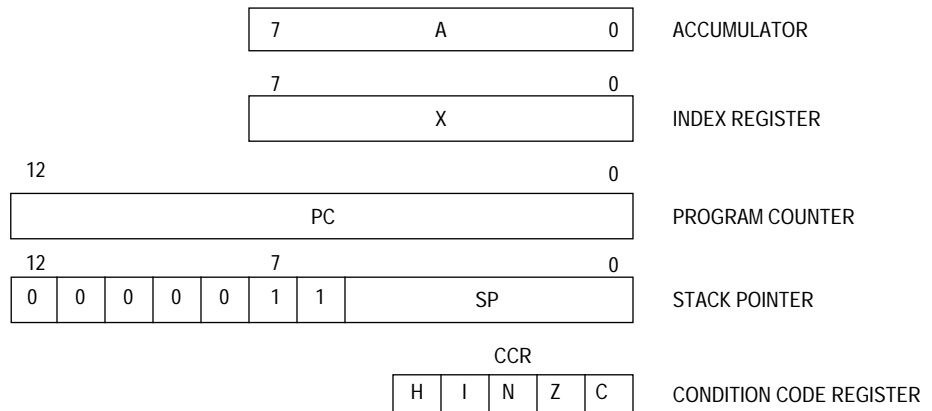 7 A 0 ACCUMULATOR
7 0
X INDEX REGISTER
12 0
PC PROGRAM COUNTER
12 7 0
0 0 0 0 0 1 1 SP STACK POINTER
CCR
H I N Z C CONDITION CODE REGISTER